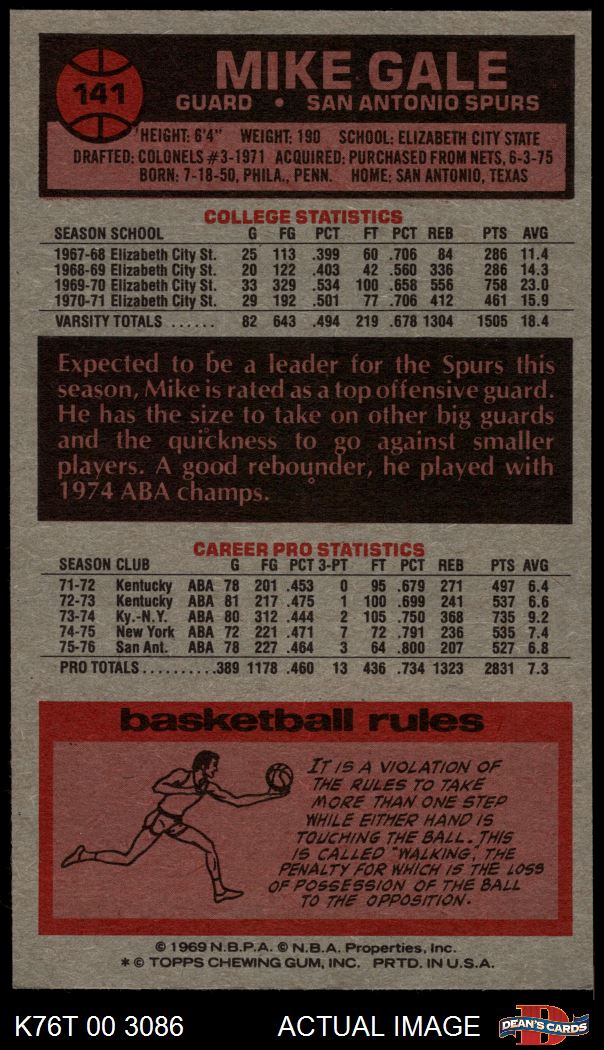 141
MIKE GALE
GUARD • SAN ANTONIO SPURS
HEIGHT: 6'4" WEIGHT: 190 SCHOOL: ELIZABETH CITY STATE
DRAFTED: COLONELS #3-1971 ACQUIRED: PURCHASED FROM NETS, 6-3-75
BORN: 7-18-50, PHILA., PENN. HOME: SAN ANTONIO, TEXAS
COLLEGE STATISTICS
SEASON SCHOOL G FG PCT FT PCT REB PTS AVG
1967-68 Elizabeth City St. 25 113 .399 60 .706 84 286 11.4
1968-69 Elizabeth City St. 20 122 .403 42 .560 336 286 14.3
1969-70 Elizabeth City St. 33 329 .534 100 .658 556 758 23.0
1970-71 Elizabeth City St. 29 192 .501 77 .706 412 461 15.9
VARSITY TOTALS ...... 82 643 .494 219 .678 1304 1505 18.4
Expected to be a leader for the Spurs this
season, Mike is rated as a top offensive guard.
He has the size to take on other big guards
and the quickness to go against smaller
players. A good rebounder, he played with
1974 ABA champs.
CAREER PRO STATISTICS
SEASON CLUB G FG PCT 3-PT FT PCT REB PTS AVG
71-72 Kentucky ABA 78 201 .453 0 95 .679 271 497 6.4
72-73 Kentucky ABA 81 217 .475 1 100 .699 241 537 6.6
73-74 Ky.-N.Y. ABA 80 312 .444 2 105 .750 368 735 9.2
74-75 New York ABA 72 221 .471 7 72 .791 236 535 7.4
75-76 San Ant. ABA 78 227 .464 3 64 .800 207 527 6.8
PRO TOTALS..........389 1178 .460 13 436 .734 1323 2831 7.3
basketball rules
IT IS A VIOLATION OF
THE RULES TO TAKE
MORE THAN ONE STEP
WHILE EITHER HAND IS
TOUCHING THE BALL. THIS
IS CALLED "WALKING," THE
PENALTY FOR WHICH IS THE LOSS
OF POSSESSION OF THE BALL
TO THE OPPOSITION.
© 1969 N.B.P.A. © N.B.A. Properties, Inc.
* © TOPPS CHEWING GUM, INC. PRTD. IN U.S.A.
K76T 00 3086 ACTUAL IMAGE
D
DEAN'S CARDS